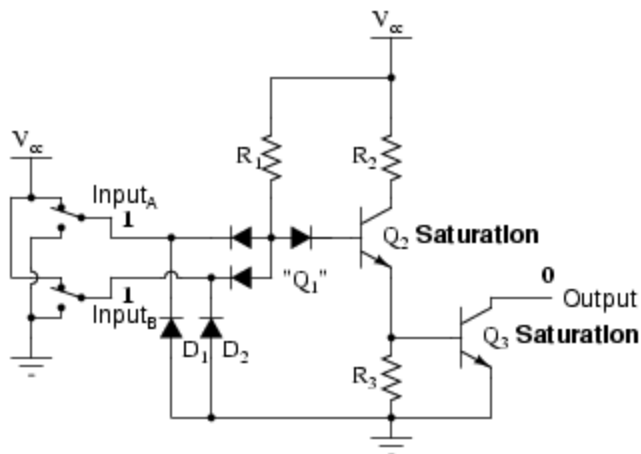 Vcc
Vcc
R1
R2
InputA
1
Q2 Saturation
"Q1"
0
1
Output
InputB
D1
D2
Q3 Saturation
R3